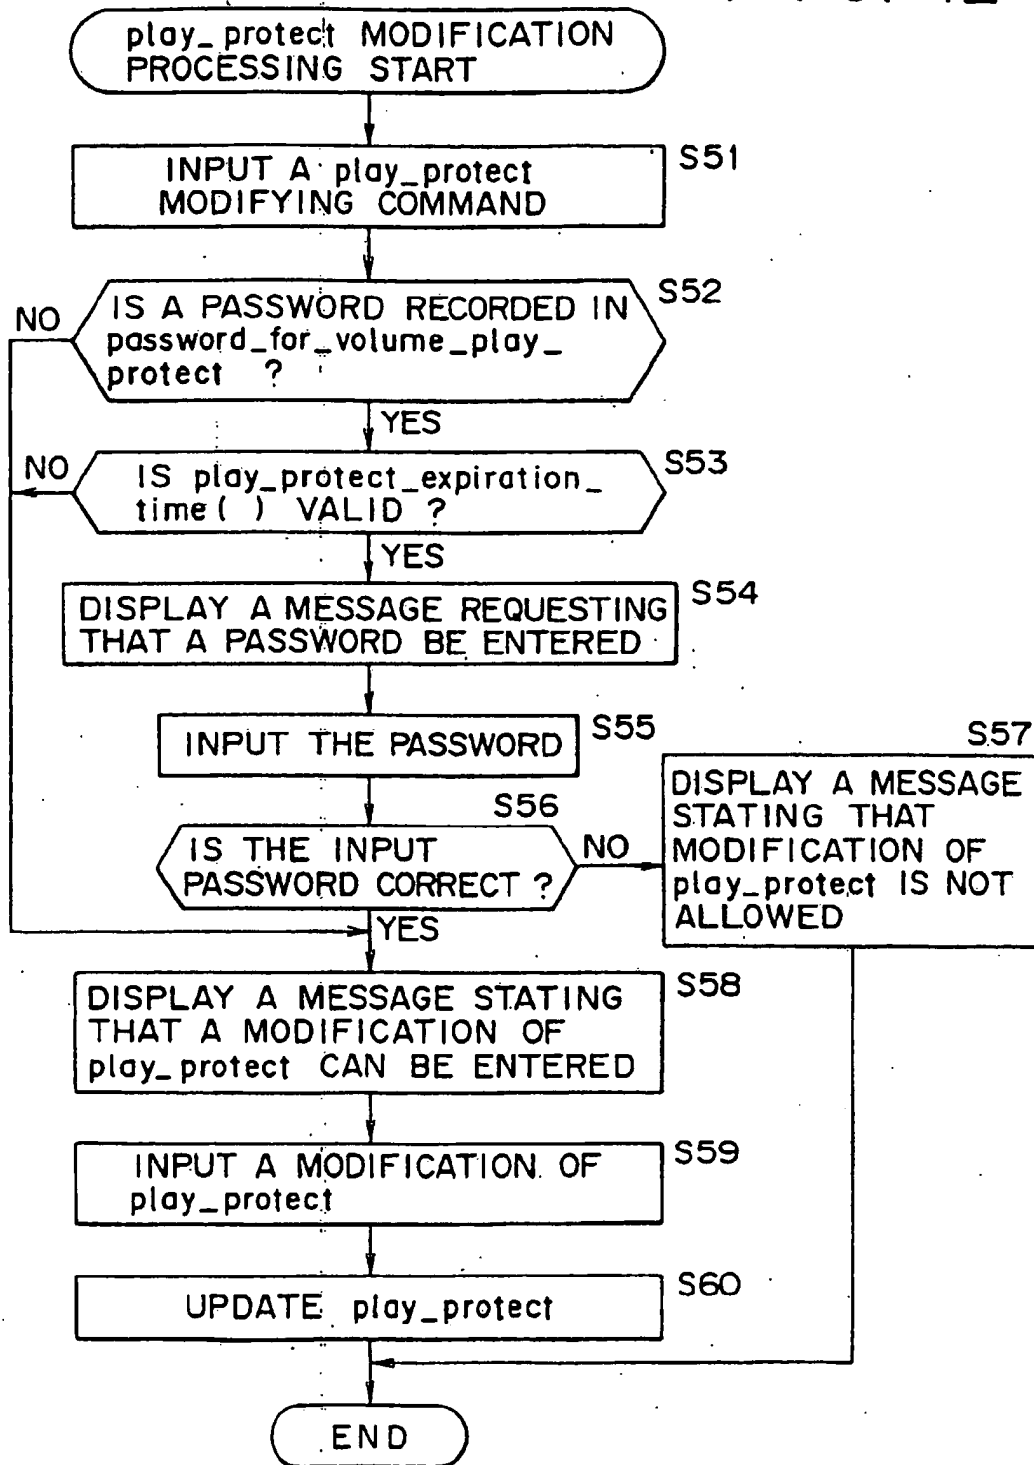 play_protect MODIFICATION
PROCESSING START
S51
INPUT A play_protect
MODIFYING COMMAND
S52
IS A PASSWORD RECORDED IN
password_for_volume_play_
protect ?
NO
YES
S53
IS play_protect_expiration_
time( ) VALID ?
NO
YES
S54
DISPLAY A MESSAGE REQUESTING
THAT A PASSWORD BE ENTERED
S55
INPUT THE PASSWORD
S56
IS THE INPUT
PASSWORD CORRECT ?
NO
YES
S57
DISPLAY A MESSAGE
STATING THAT
MODIFICATION OF
play_protect IS NOT
ALLOWED
S58
DISPLAY A MESSAGE STATING
THAT A MODIFICATION OF
play_protect CAN BE ENTERED
S59
INPUT A MODIFICATION OF
play_protect
S60
UPDATE play_protect
END